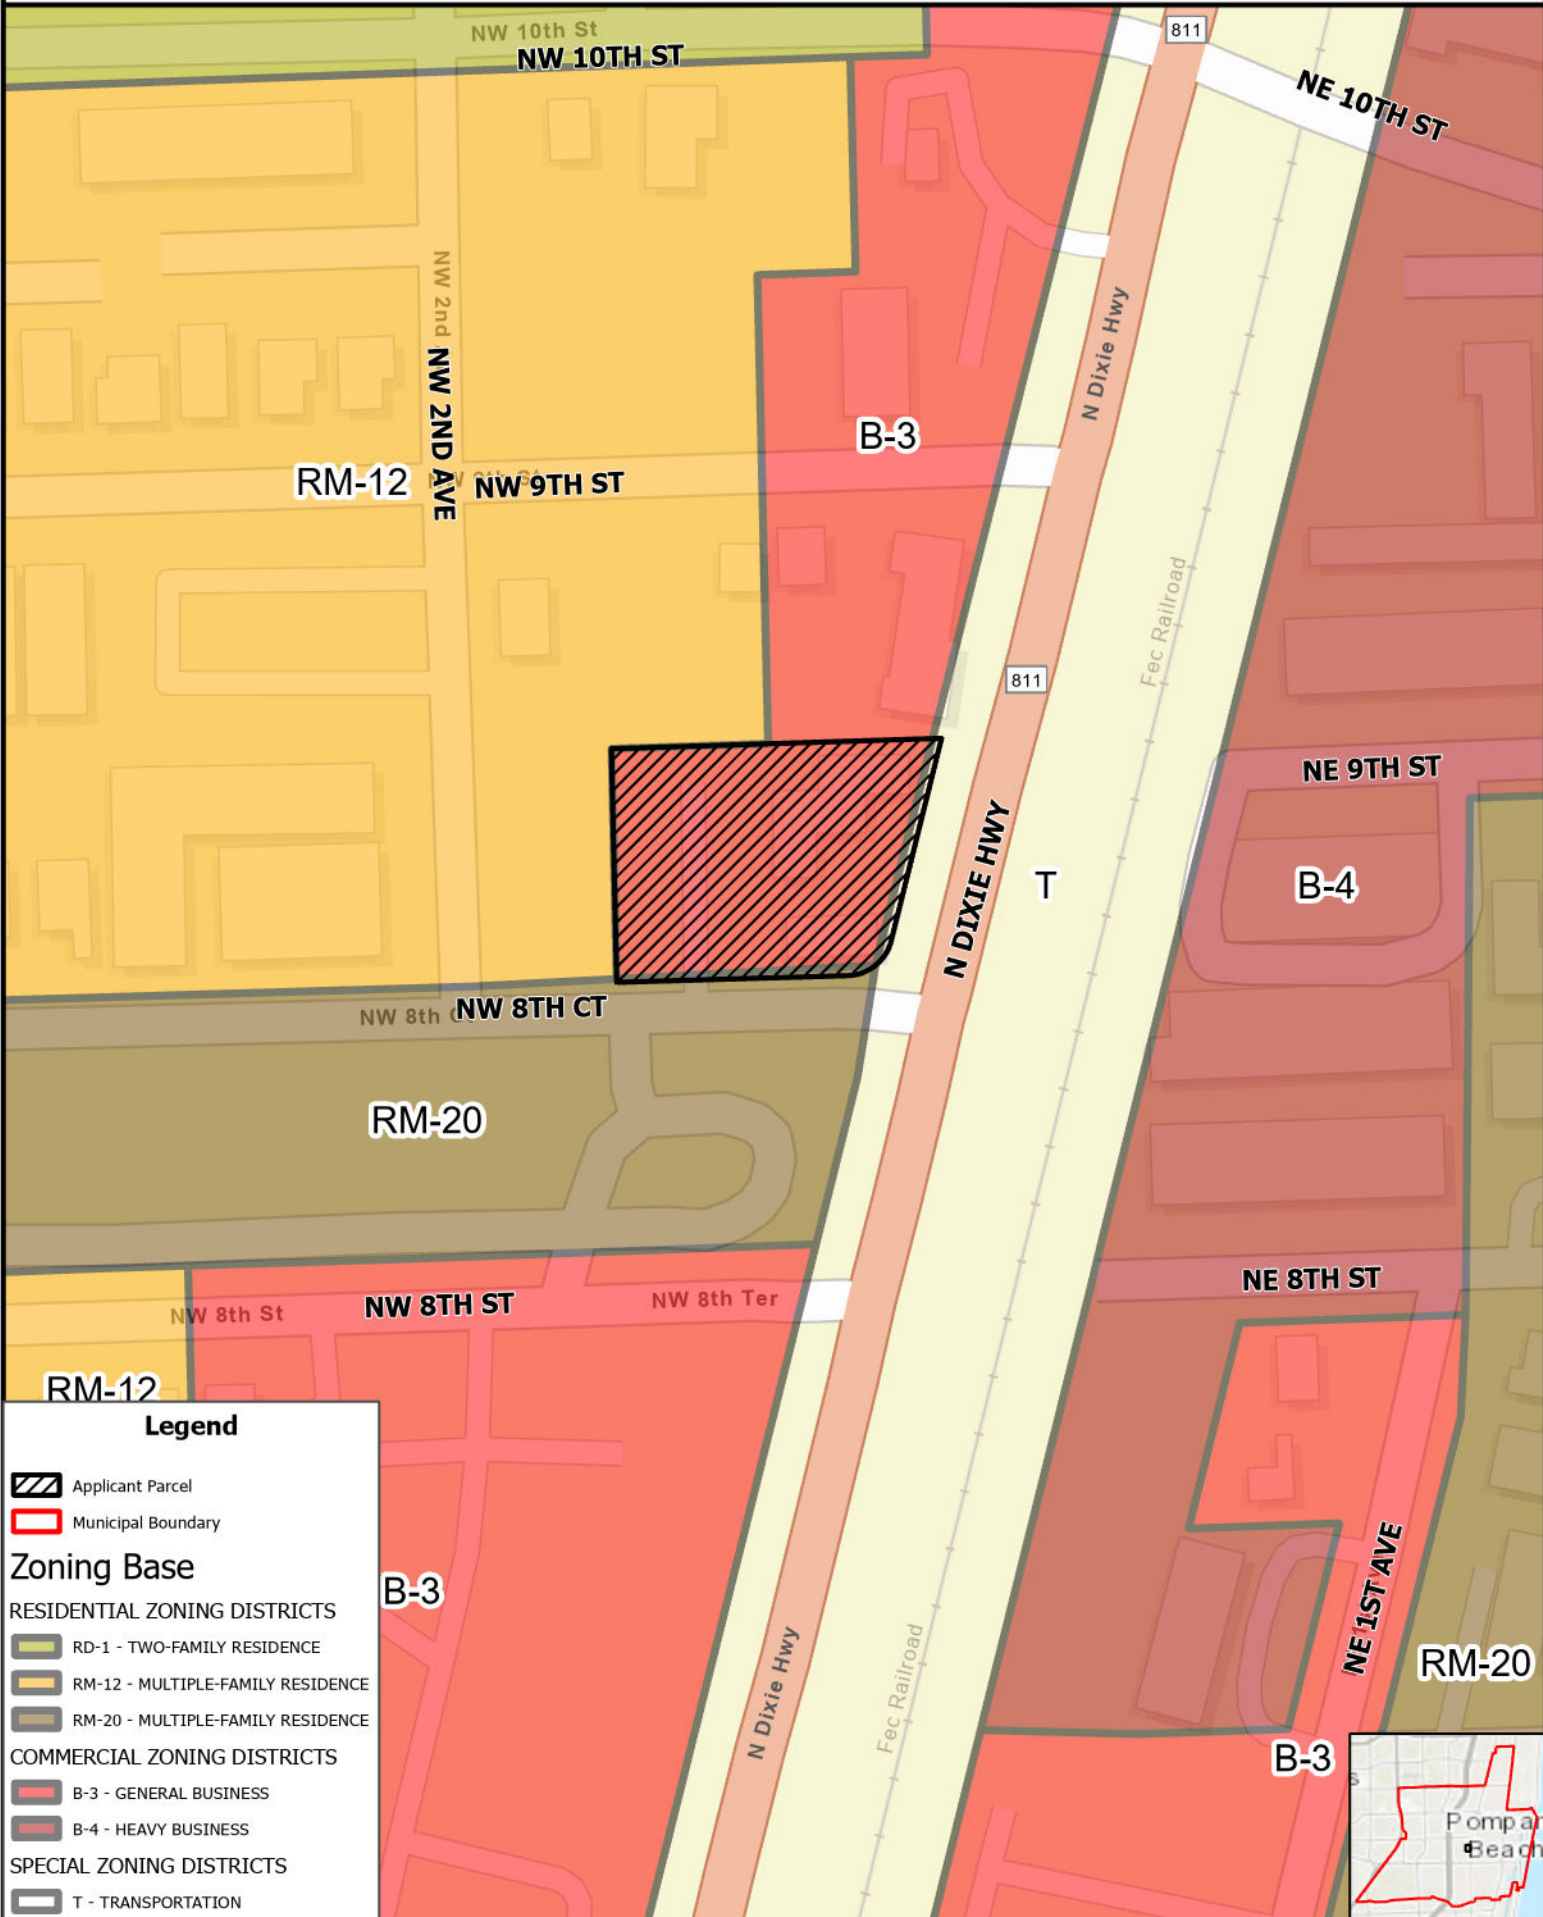 NW 10th St
811
NW 10TH ST
NE 10TH ST
NW 2nd
N Dixie Hwy
NW 2ND AVE
B-3
RM-12
NW 9TH ST
Fec Railroad
811
NE 9TH ST
N DIXIE HWY
T
B-4
NW 8th Ct
NW 8TH CT
RM-20
NE 8TH ST
NW 8th Ter
NW 8TH ST
NW 8th St
RM-12
Legend
Applicant Parcel
Municipal Boundary
Zoning Base
RESIDENTIAL ZONING DISTRICTS
RD-1 - TWO-FAMILY RESIDENCE
RM-12 - MULTIPLE-FAMILY RESIDENCE
RM-20 - MULTIPLE-FAMILY RESIDENCE
COMMERCIAL ZONING DISTRICTS
B-3 - GENERAL BUSINESS
B-4 - HEAVY BUSINESS
SPECIAL ZONING DISTRICTS
T - TRANSPORTATION
B-3
N Dixie Hwy
Fec Railroad
NE 1ST AVE
RM-20
B-3
s
Pompan
Beach